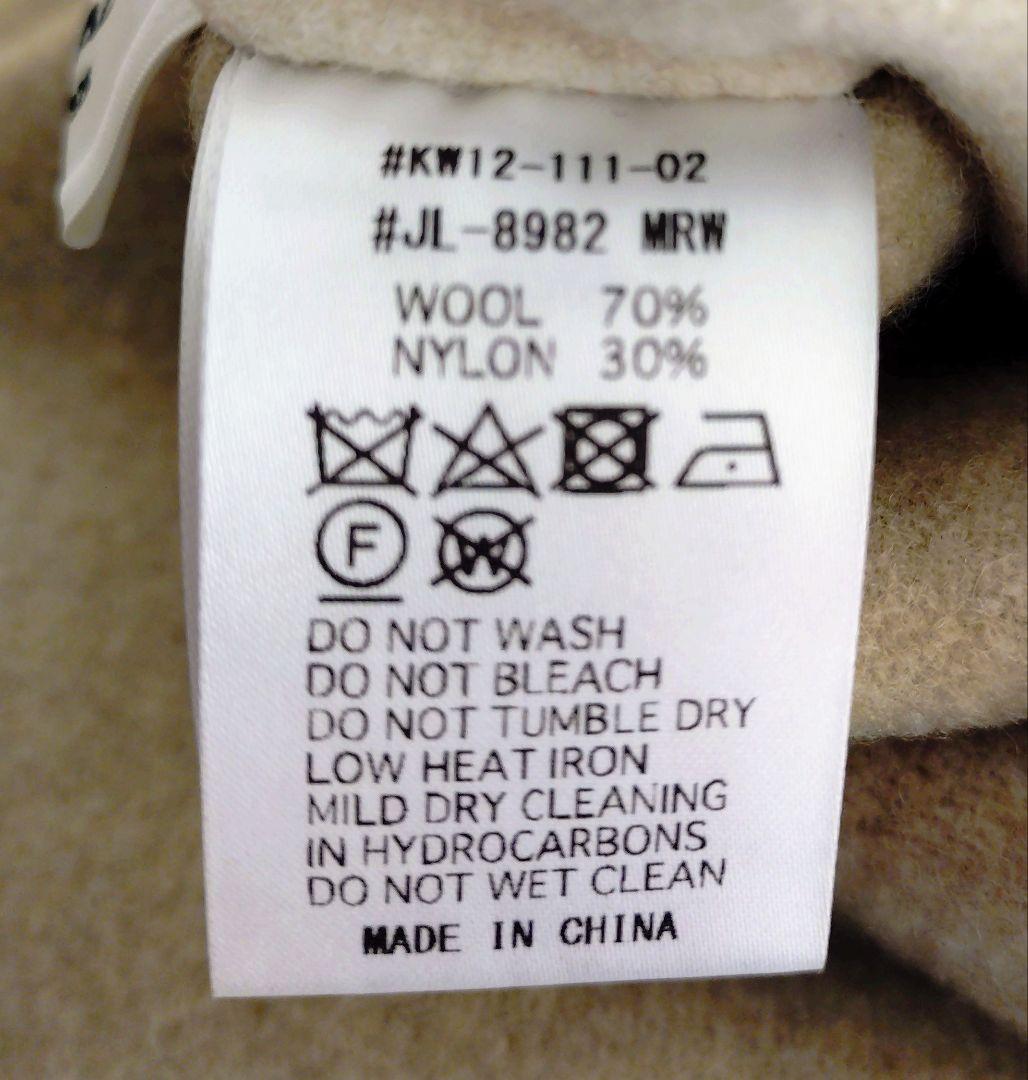 #KW12-111-02
#JL-8982 MRW
WOOL 70%
NYLON 30%
F W
DO NOT WASH
DO NOT BLEACH
DO NOT TUMBLE DRY
LOW HEAT IRON
MILD DRY CLEANING
IN HYDROCARBONS
DO NOT WET CLEAN
MADE IN CHINA